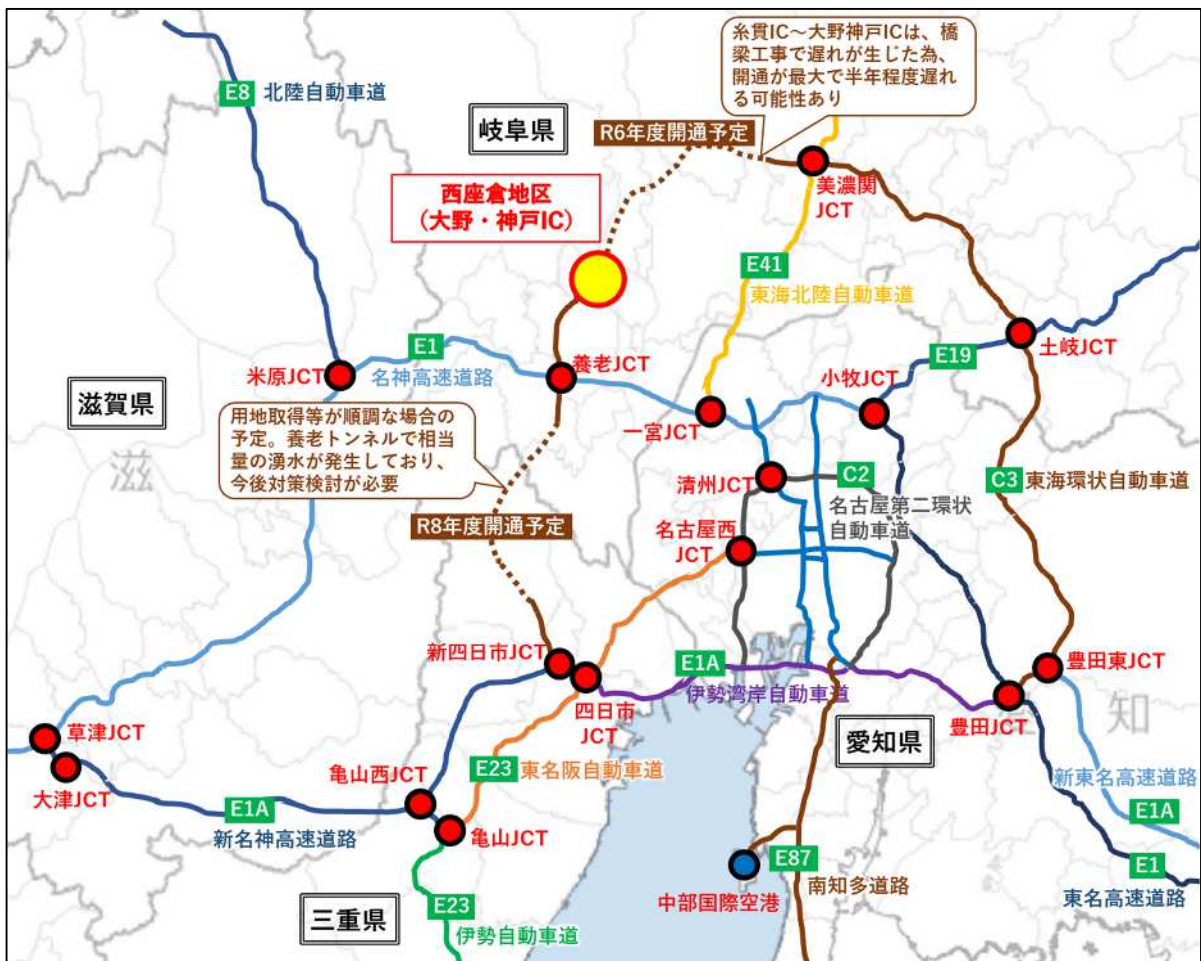 糸貫IC～大野神戸ICは、橋
梁工事で遅れが生じた為、
開通が最大で半年程度遅れ
る可能性あり
E8
北陸自動車道
岐阜県
R6年度開通予定
美濃関
JCT
西座倉地区
（大野・神戸IC）
E41
東海北陸自動車道
E1
名神高速道路
米原JCT
養老JCT
E19
土岐JCT
小牧JCT
滋賀県
一宮JCT
用地取得等が順調な場合の
予定。養老トンネルで相当
量の湧水が発生しており、
今後対策検討が必要
滋
清州JCT
C2
名古屋第二環状
自動車道
C3
東海環状自動車道
R8年度開通予定
名古屋西
JCT
新四日市JCT
E1A
伊勢湾岸自動車道
豊田東JCT
四日市
JCT
豊田JCT
知
愛知県
草津JCT
大津JCT
亀山西JCT
E23
東名阪自動車道
E1A
新名神高速道路
亀山JCT
新東名高速道路
E1A
E87
南知多道路
中部国際空港
E1
東名高速道路
三重県
E23
伊勢自動車道